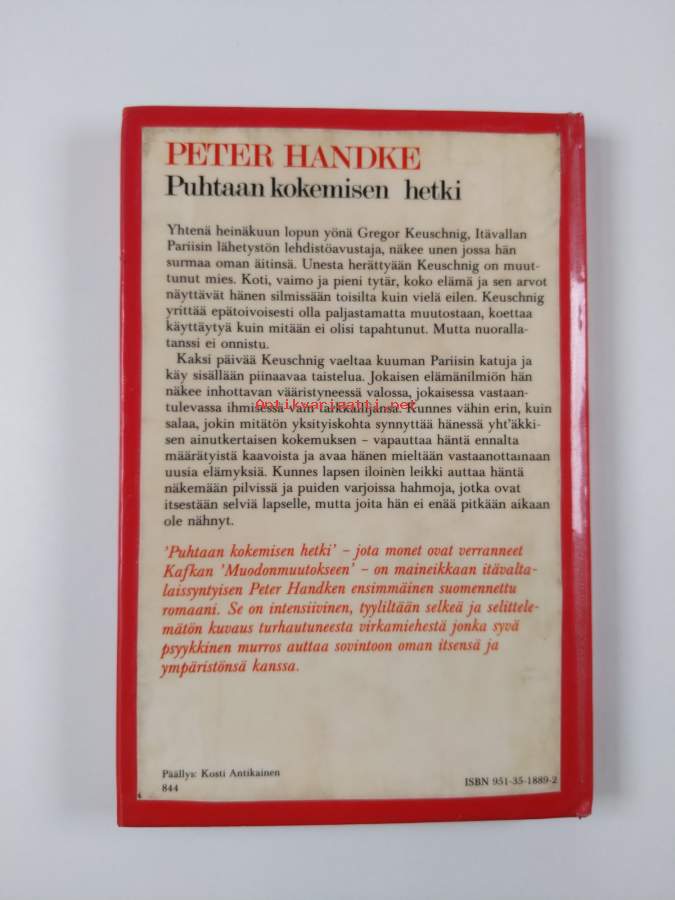 PETER HANDKE
Puhtaan kokemisen hetki
Yhtenä heinäkuun lopun yönä Gregor Keuschnig, Itävallan
Pariisin lähetystön lehdistöavustaja, näkee unen jossa hän
surmaa oman äitinsä. Unesta herättyään Keuschnig on muut-
tunut mies. Koti, vaimo ja pieni tytär, koko elämä ja sen arvot
näyttävät hänen silmissään toisilta kuin vielä eilen. Keuschnig
yrittää epätoivoisesti olla paljastamatta muutostaan, koettaa
käyttäytyä kuin mitään ei olisi tapahtunut. Mutta nuoralla-
tanssi ei onnistu.
Kaksi päivää Keuschnig vaeltaa kuuman Pariisin katuja ja
käy sisällään piinaavaa taistelua. Jokaisen elämänilmiön hän
näkee inhottavan vääristyneessä valossa, jokaisessa vastaan-
tulevassa ihmisessä vain tarkkailijansa. Kunnes vähin erin, kuin
Antikvariaatti.net
salaa, jokin mitätön yksityiskohta synnyttää hänessä yht'äkki-
sen ainutkertaisen kokemuksen – vapauttaa häntä ennalta
määrätyistä kaavoista ja avaa hänen mieltään vastaanottamaan
uusia elämyksiä. Kunnes lapsen iloinen leikki auttaa häntä
näkemään pilvissä ja puiden varjoissa hahmoja, jotka ovat
itsestään selviä lapselle, mutta joita hän ei enää pitkään aikaan
ole nähnyt.
'Puhtaan kokemisen hetki' – jota monet ovat verranneet
Kafkan 'Muodonmuutokseen' – on maineikkaan itävalta-
laissyntyisen Peter Handken ensimmäinen suomennettu
romaani. Se on intensiivinen, tyyliltään selkeä ja selittele-
mätön kuvaus turhautuneesta virkamiehestä jonka syvä
psyykkinen murros auttaa sovintoon oman itsensä ja
ympäristönsä kanssa.
Päällys: Kosti Antikainen
844
ISBN 951-35-1889-2